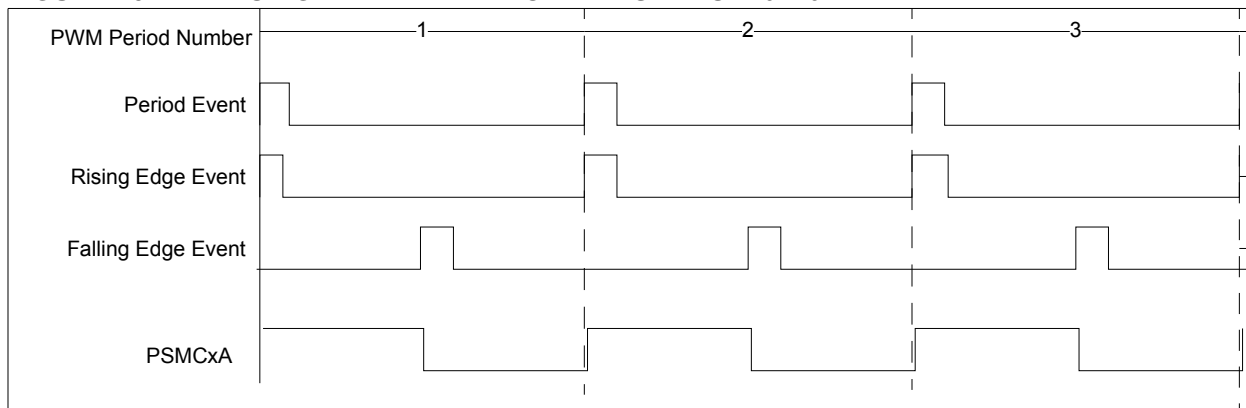 PWM Period Number
1
2
3
Period Event
Rising Edge Event
Falling Edge Event
PSMCxA